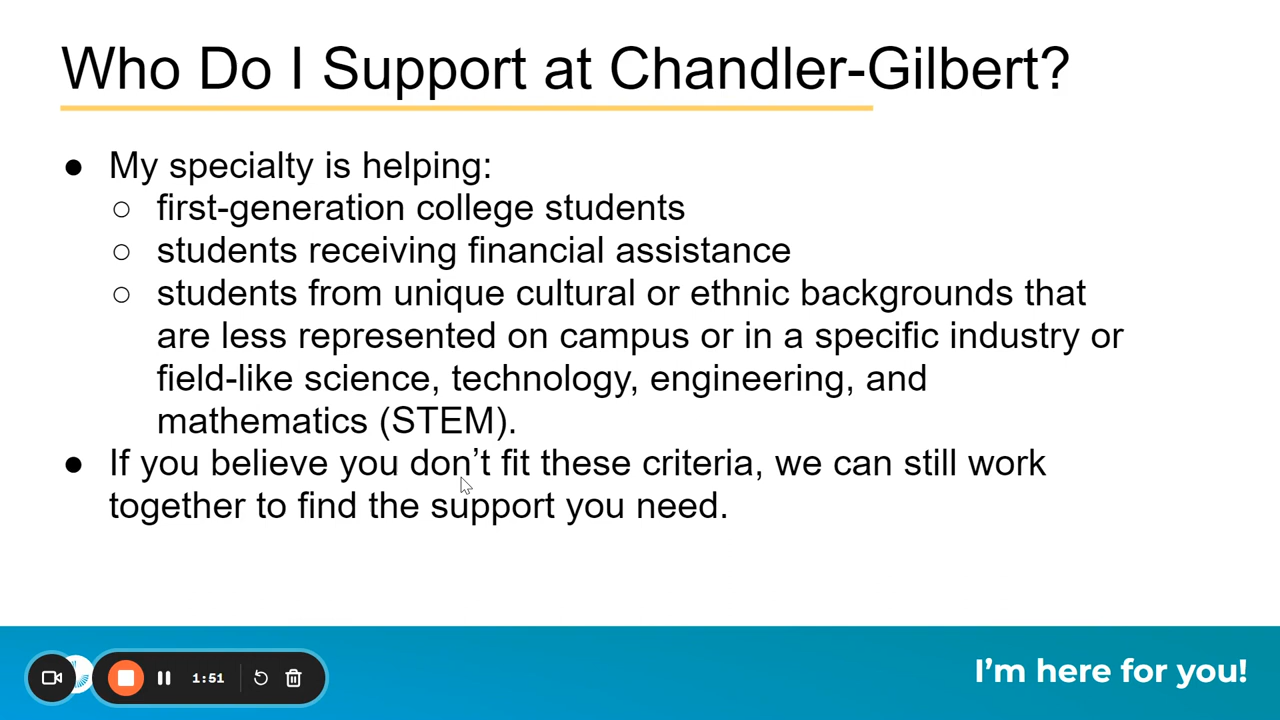 Who Do I Support at Chandler-Gilbert?
● My specialty is helping:
○ first-generation college students
○ students receiving financial assistance
○ students from unique cultural or ethnic backgrounds that
are less represented on campus or in a specific industry or
field-like science, technology, engineering, and
mathematics (STEM).
● If you believe you don’t fit these criteria, we can still work
together to find the support you need.
1:51
I’m here for you!